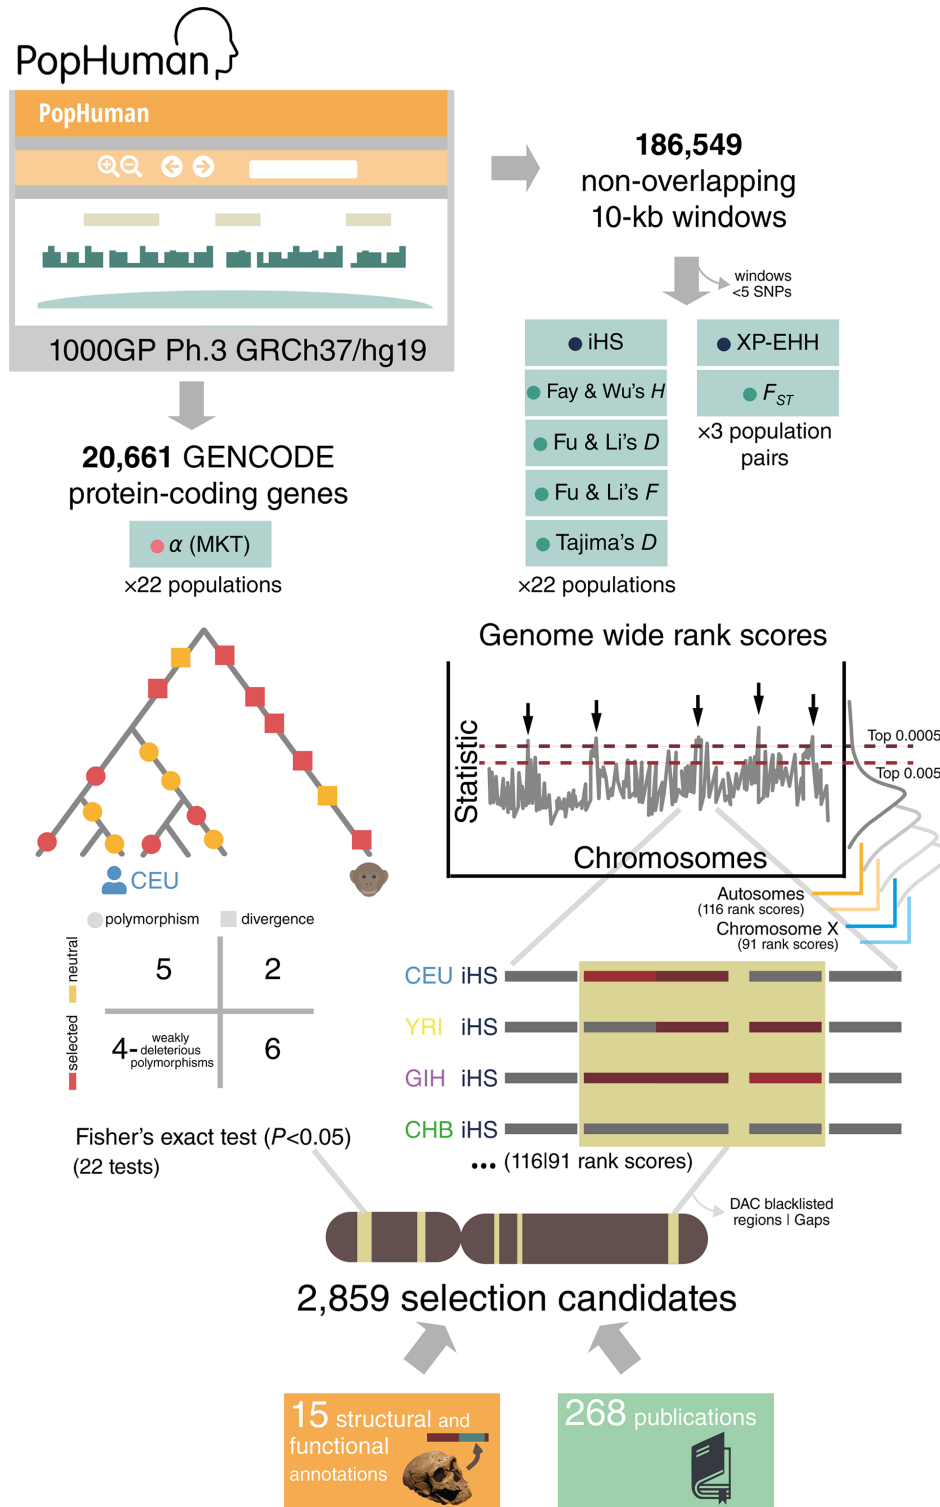 PopHuman
PopHuman
1000GP Ph.3 GRCh37/hg19
186,549
non-overlapping
10-kb windows
windows
<5 SNPs
iHS
Fay & Wu's H
Fu & Li's D
Fu & Li's F
Tajima's D
×22 populations
XP-EHH
FST
×3 population
pairs
20,661 GENCODE
protein-coding genes
α (MKT)
×22 populations
CEU
polymorphism
divergence
neutral
selected
5
2
4-weakly
deleterious
polymorphisms
6
Fisher's exact test (P<0.05)
(22 tests)
Genome wide rank scores
Statistic
Top 0.0005
Top 0.005
Chromosomes
Autosomes
(116 rank scores)
Chromosome X
(91 rank scores)
CEU iHS
YRI iHS
GIH iHS
CHB iHS
... (116|91 rank scores)
DAC blacklisted
regions | Gaps
2,859 selection candidates
15 structural and
functional
annotations
268 publications